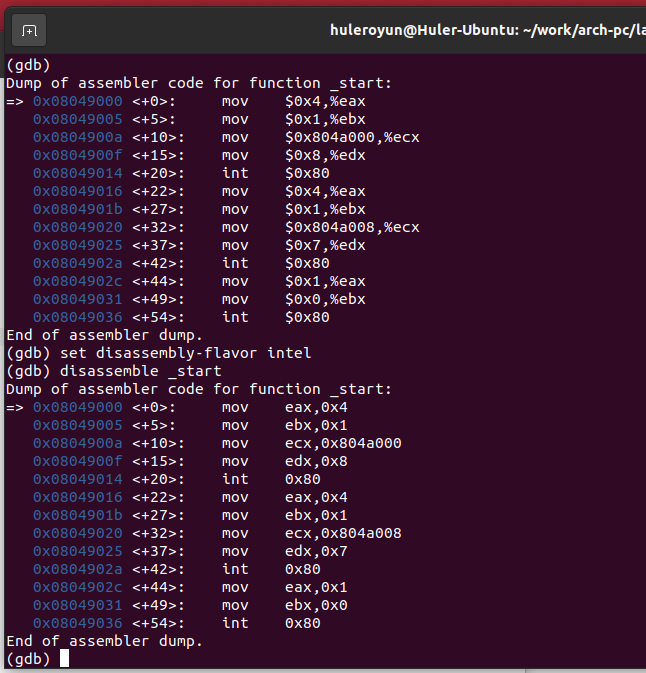 huleroyun@Huler-Ubuntu: ~/work/arch-pc/la
(gdb)
Dump of assembler code for function _start:
=> 0x08049000 <+0>:     mov    $0x4,%eax
   0x08049005 <+5>:     mov    $0x1,%ebx
   0x0804900a <+10>:    mov    $0x804a000,%ecx
   0x0804900f <+15>:    mov    $0x8,%edx
   0x08049014 <+20>:    int    $0x80
   0x08049016 <+22>:    mov    $0x4,%eax
   0x0804901b <+27>:    mov    $0x1,%ebx
   0x08049020 <+32>:    mov    $0x804a008,%ecx
   0x08049025 <+37>:    mov    $0x7,%edx
   0x0804902a <+42>:    int    $0x80
   0x0804902c <+44>:    mov    $0x1,%eax
   0x08049031 <+49>:    mov    $0x0,%ebx
   0x08049036 <+54>:    int    $0x80
End of assembler dump.
(gdb) set disassembly-flavor intel
(gdb) disassemble _start
Dump of assembler code for function _start:
=> 0x08049000 <+0>:     mov    eax,0x4
   0x08049005 <+5>:     mov    ebx,0x1
   0x0804900a <+10>:    mov    ecx,0x804a000
   0x0804900f <+15>:    mov    edx,0x8
   0x08049014 <+20>:    int    0x80
   0x08049016 <+22>:    mov    eax,0x4
   0x0804901b <+27>:    mov    ebx,0x1
   0x08049020 <+32>:    mov    ecx,0x804a008
   0x08049025 <+37>:    mov    edx,0x7
   0x0804902a <+42>:    int    0x80
   0x0804902c <+44>:    mov    eax,0x1
   0x08049031 <+49>:    mov    ebx,0x0
   0x08049036 <+54>:    int    0x80
End of assembler dump.
(gdb)